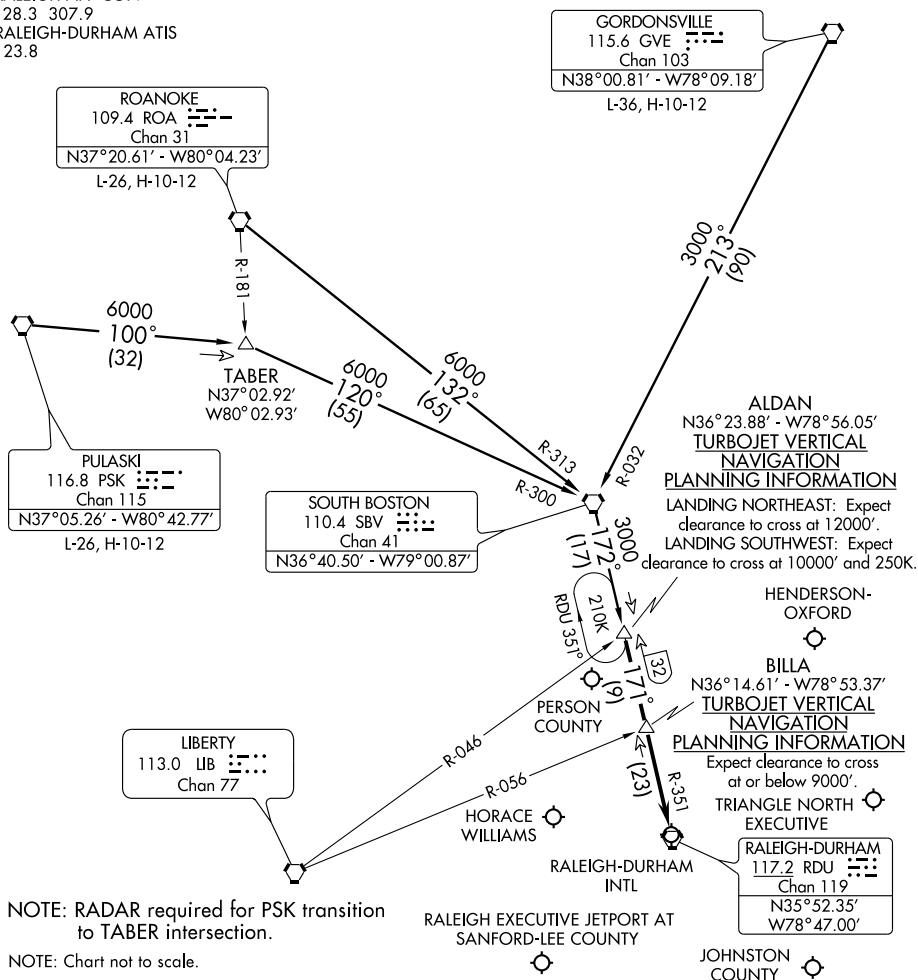 28.3 307.9
RALEIGH-DURHAM ATIS
23.8
GORDONSVILLE
115.6 GVE
Chan 103
N38°00.81' - W78°09.18'
L-36, H-10-12
ROANOKE
109.4 ROA
Chan 31
N37°20.61' - W80°04.23'
L-26, H-10-12
R-181
3000
213°
(90)
6000
100°
(32)
TABER
N37°02.92'
W80°02.93'
6000
132°
(65)
6000
120°
(55)
R-313
R-300
R-032
PULASKI
116.8 PSK
Chan 115
N37°05.26' - W80°42.77'
L-26, H-10-12
SOUTH BOSTON
110.4 SBV
Chan 41
N36°40.50' - W79°00.87'
ALDAN
N36°23.88' - W78°56.05'
TURBOJET VERTICAL
NAVIGATION
PLANNING INFORMATION
LANDING NORTHEAST: Expect
clearance to cross at 12000'.
LANDING SOUTHWEST: Expect
clearance to cross at 10000' and 250K.
3000
172°
(17)
210K
RDU 351°
32
171°
(9)
HENDERSON-
OXFORD
PERSON
COUNTY
BILLA
N36°14.61' - W78°53.37'
TURBOJET VERTICAL
NAVIGATION
PLANNING INFORMATION
Expect clearance to cross
at or below 9000'.
LIBERTY
113.0 LIB
Chan 77
R-046
R-056
(23)
R-351
HORACE
WILLIAMS
TRIANGLE NORTH
EXECUTIVE
RALEIGH-DURHAM
INTL
RALEIGH-DURHAM
117.2 RDU
Chan 119
N35°52.35'
W78°47.00'
NOTE: RADAR required for PSK transition
to TABER intersection.
NOTE: Chart not to scale.
RALEIGH EXECUTIVE JETPORT AT
SANFORD-LEE COUNTY
JOHNSTON
COUNTY